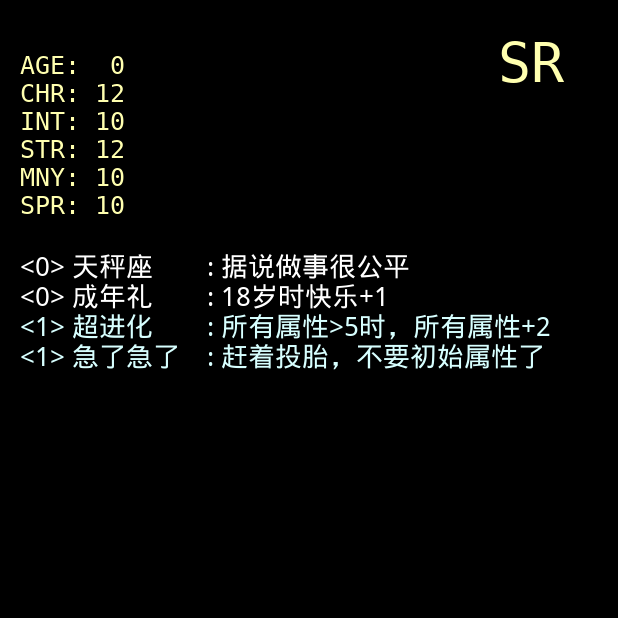 SR
AGE:  0
CHR: 12
INT: 10
STR: 12
MNY: 10
SPR: 10
<0> 天秤座 : 据说做事很公平
<0> 成年礼 : 18岁时快乐+1
<1> 超进化 : 所有属性>5时，所有属性+2
<1> 急了急了 : 赶着投胎，不要初始属性了